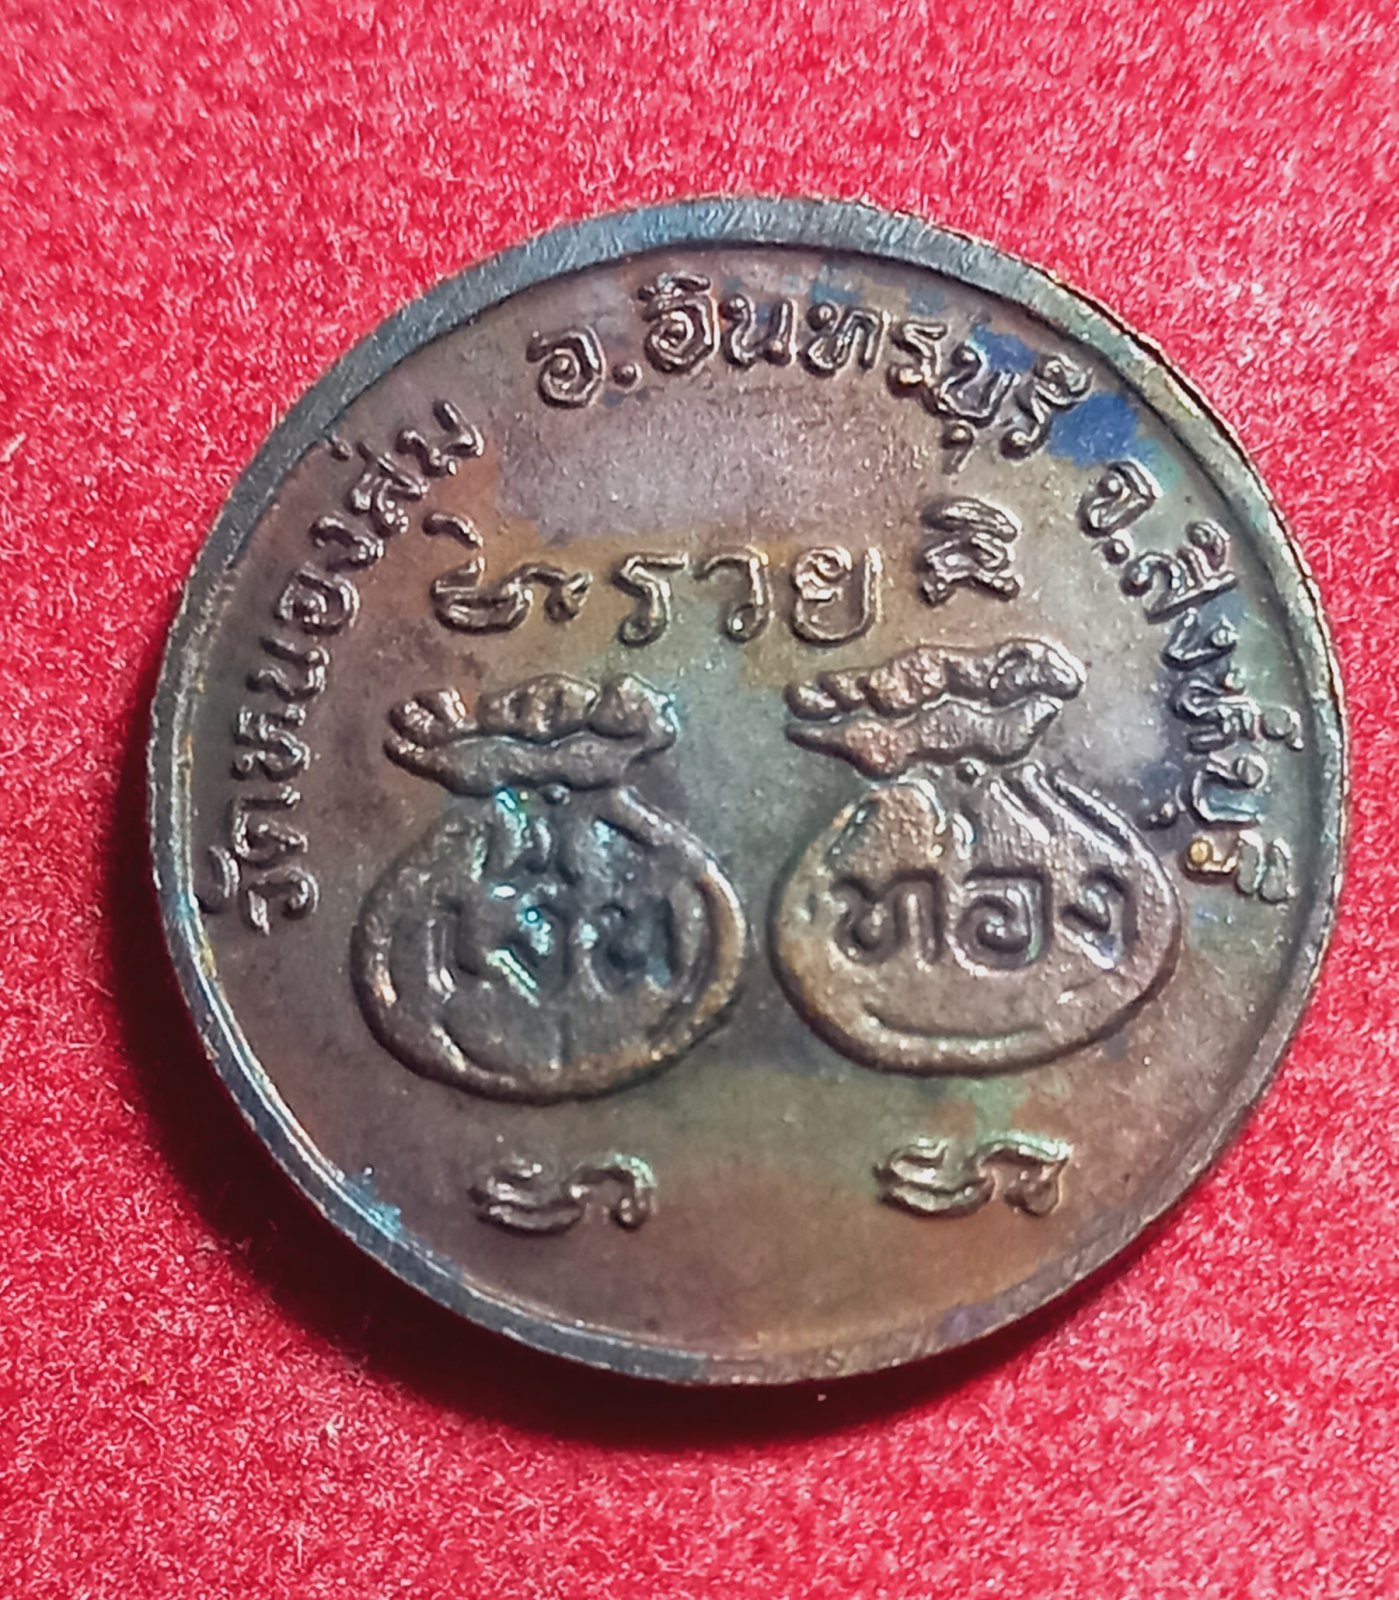 วัดหนองสุ่ม อ.อินทรบุรี จ.สิงห์บุรี
รวย
เงิน ทอง